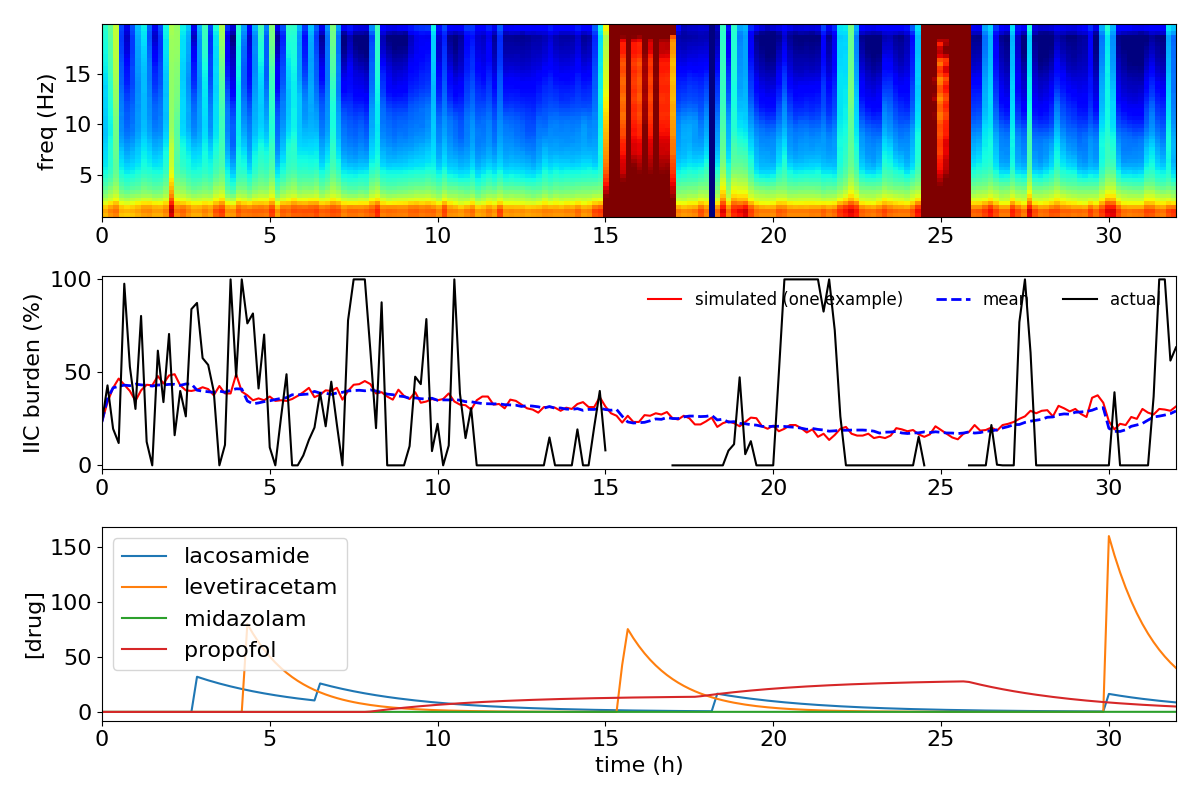 freq (Hz)
15
10
5
0 5 10 15 20 25 30
IIC burden (%)
100
50
0
simulated (one example) mean actual
0 5 10 15 20 25 30
[drug]
150
100
50
0
lacosamide
levetiracetam
midazolam
propofol
0 5 10 15 20 25 30
time (h)